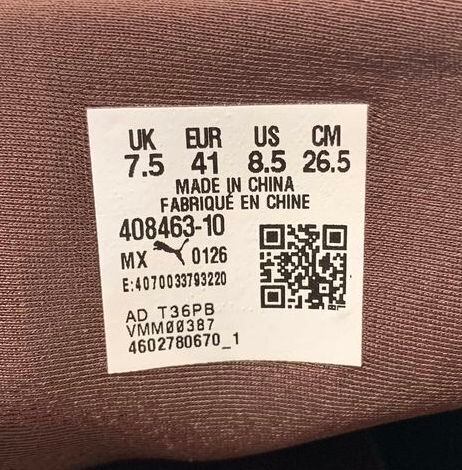 UK EUR US CM
7.5 41 8.5 26.5
MADE IN CHINA
FABRIQUÉ EN CHINE
408463-10
MX 0126
E:4070033793220
AD T36PB
VMM00387
4602780670_1